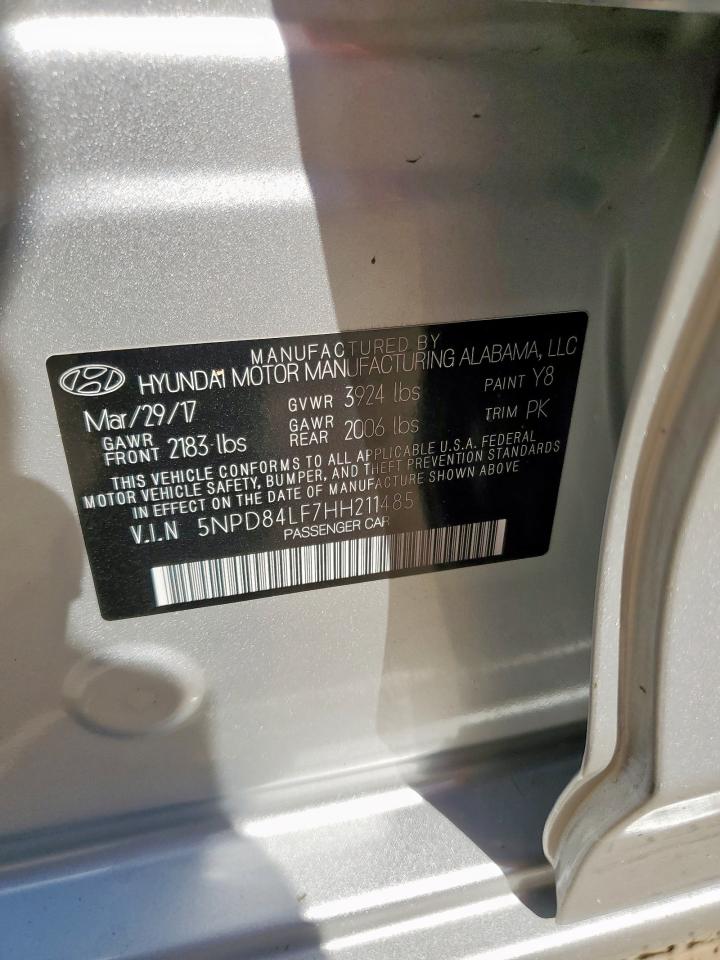 MANUFACTURED BY
HYUNDAI MOTOR MANUFACTURING ALABAMA, LLC
Mar/29/17 GVWR 3924 lbs PAINT Y8
GAWR FRONT 2183 lbs GAWR REAR 2006 lbs TRIM PK
THIS VEHICLE CONFORMS TO ALL APPLICABLE U.S.A. FEDERAL
MOTOR VEHICLE SAFETY, BUMPER, AND THEFT PREVENTION STANDARDS
IN EFFECT ON THE DATE OF MANUFACTURE SHOWN ABOVE
V.I.N 5NPD84LF7HH211485
PASSENGER CAR